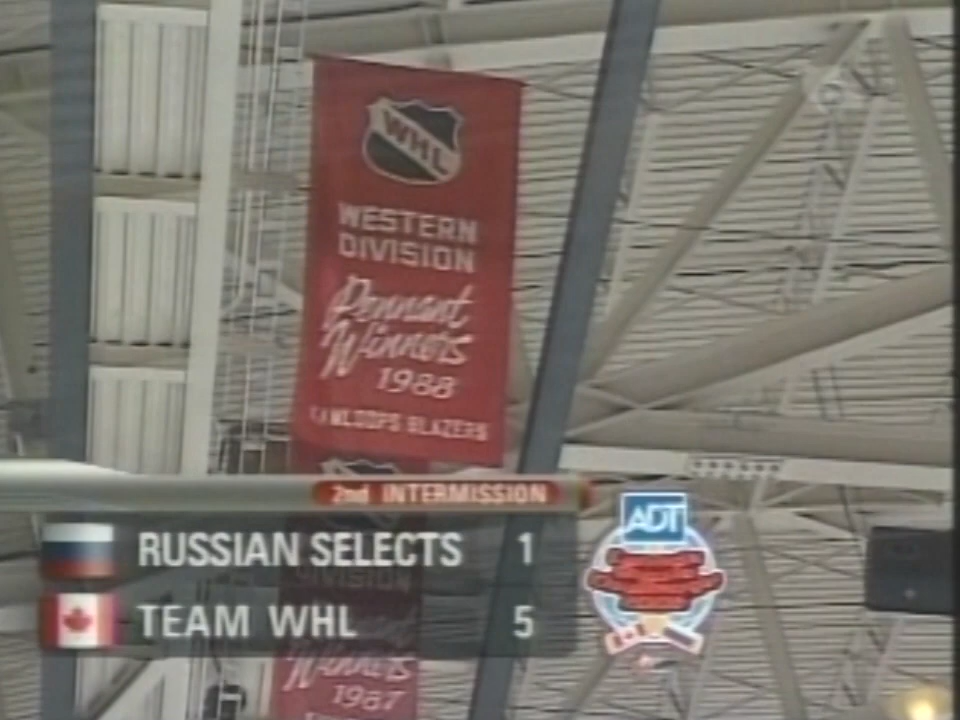 WHL
WESTERN
DIVISION
Pennant
Winners
1988
KAMLOOPS BLAZERS
2nd INTERMISSION
RUSSIAN SELECTS 1
TEAM WHL 5
ADT
DIVISION
Winners
1987